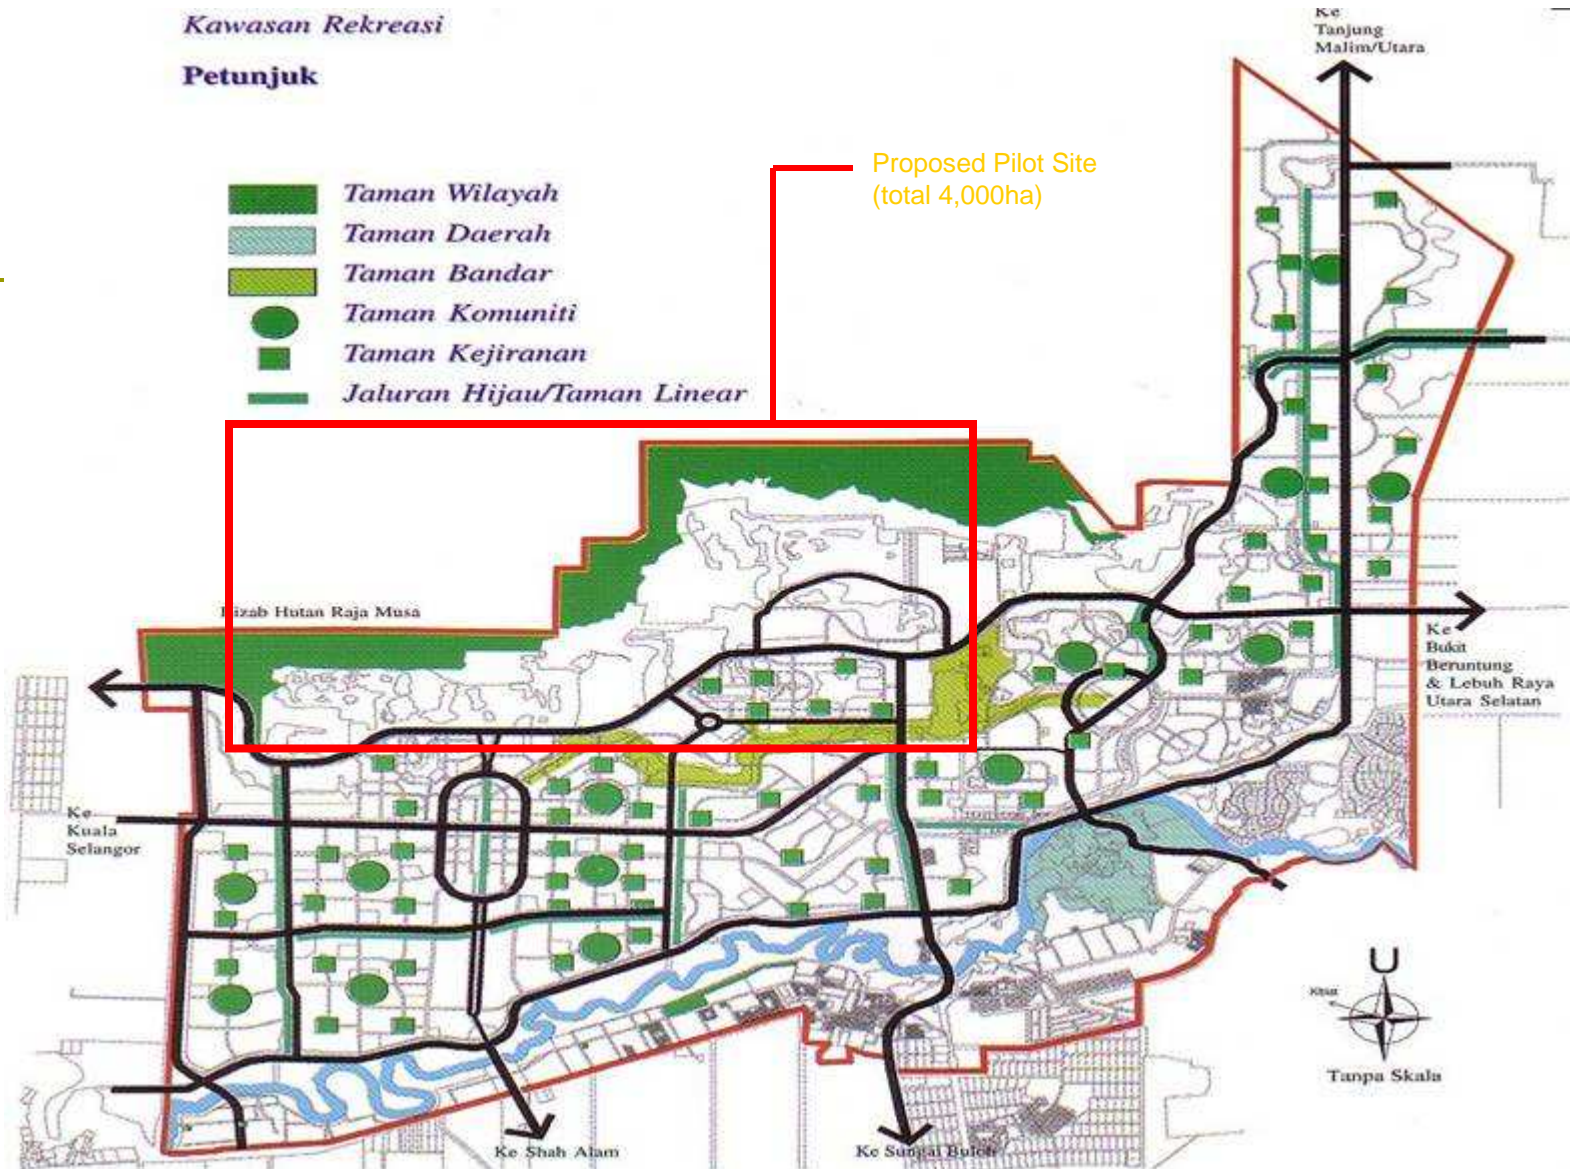 Kawasan Rekreasi
Petunjuk
Taman Wilayah
Taman Daerah
Taman Bandar
Taman Komuniti
Taman Kejiranan
Jaluran Hijau/Taman Linear
Proposed Pilot Site
(total 4,000ha)
Ke
Tanjung
Malim/Utara
Rizab Hutan Raja Musa
Ke
Bukit
Beruntung
& Lebuh Raya
Utara Selatan
Ke
Kuala
Selangor
U
Kiblat
Tanpa Skala
Ke Shah Alam
Ke Sungai Buloh